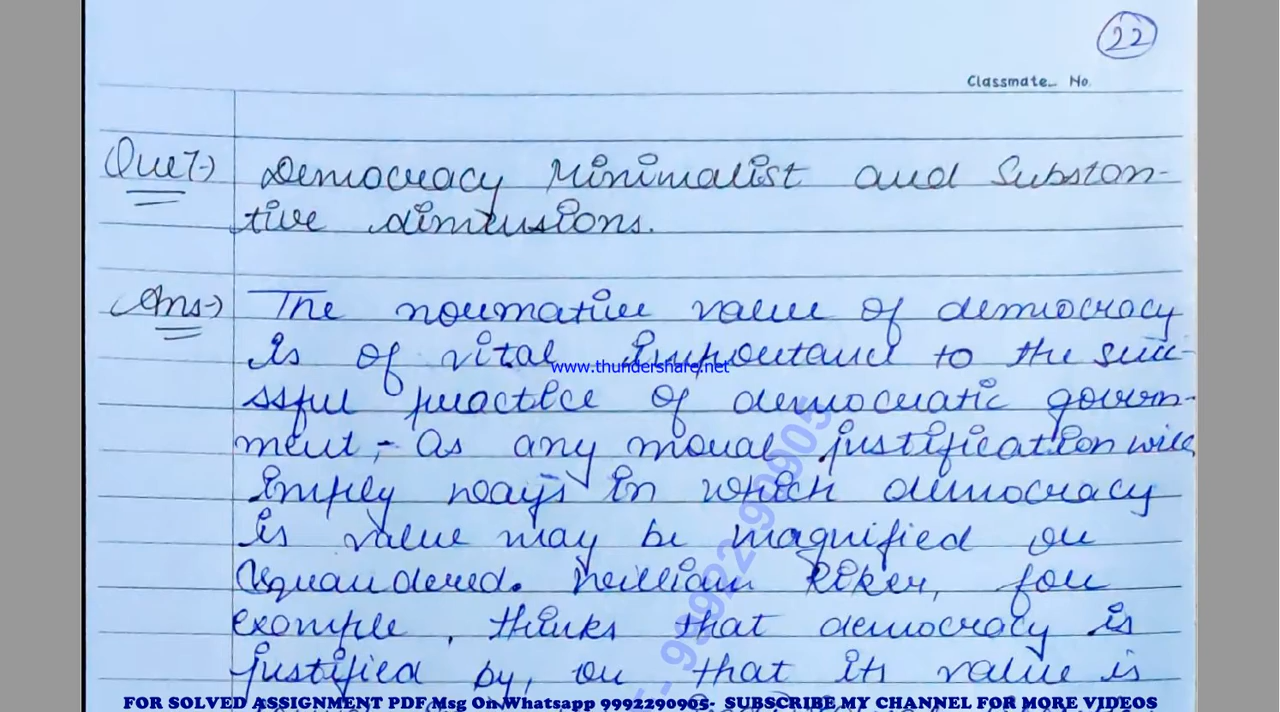 22
Classmate No.
Que7-) Democracy Minimalist and Substan-
tive dimensions.
Ans-) The normative value of democracy
is of vital importance to the succ-
ssful practice of democratic govern-
ment,- as any moral justification will
imply ways in which democracy
is value may be magnified or
squandered. William Riker, for
example, thinks that democracy is
justified by, or that its value is
www.thundershare.net
99922-90905
FOR SOLVED ASSIGNMENT PDF Msg On Whatsapp 9992290905- SUBSCRIBE MY CHANNEL FOR MORE VIDEOS